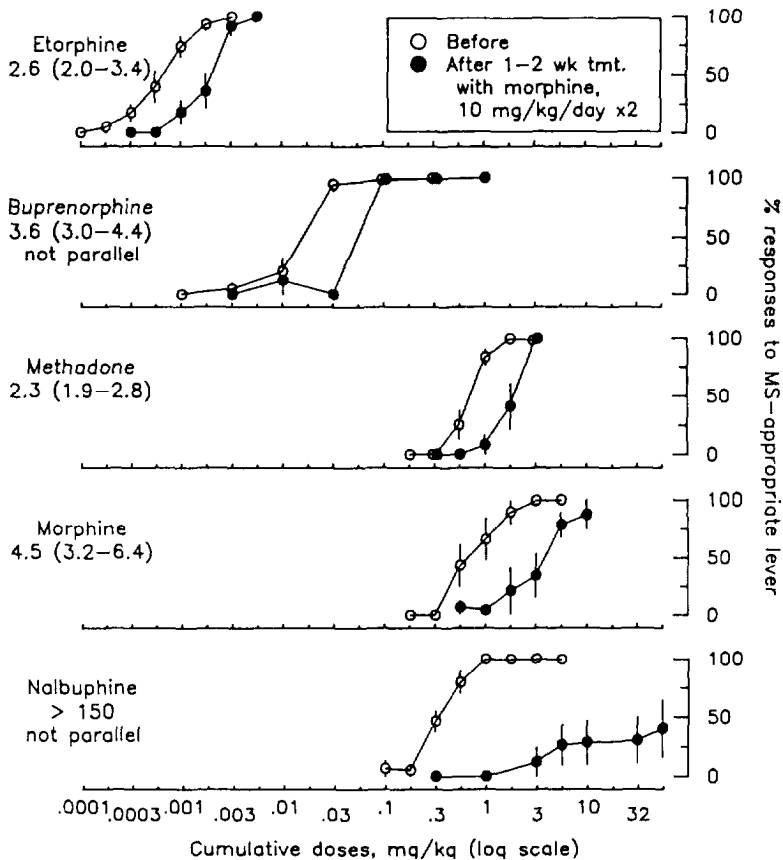 Etorphine
2.6 (2.0–3.4)
Before
After 1–2 wk tmt.
with morphine,
10 mg/kg/day x2
100
50
0
Buprenorphine
3.6 (3.0–4.4)
not parallel
100
50
0
Methadone
2.3 (1.9–2.8)
100
50
0
Morphine
4.5 (3.2–6.4)
100
50
0
Nalbuphine
> 150
not parallel
100
50
0
% responses to MS–appropriate lever
.0001 .0003 .001 .003 .01 .03 .1 .3 1 3 10 32
Cumulative doses, mg/kg (log scale)